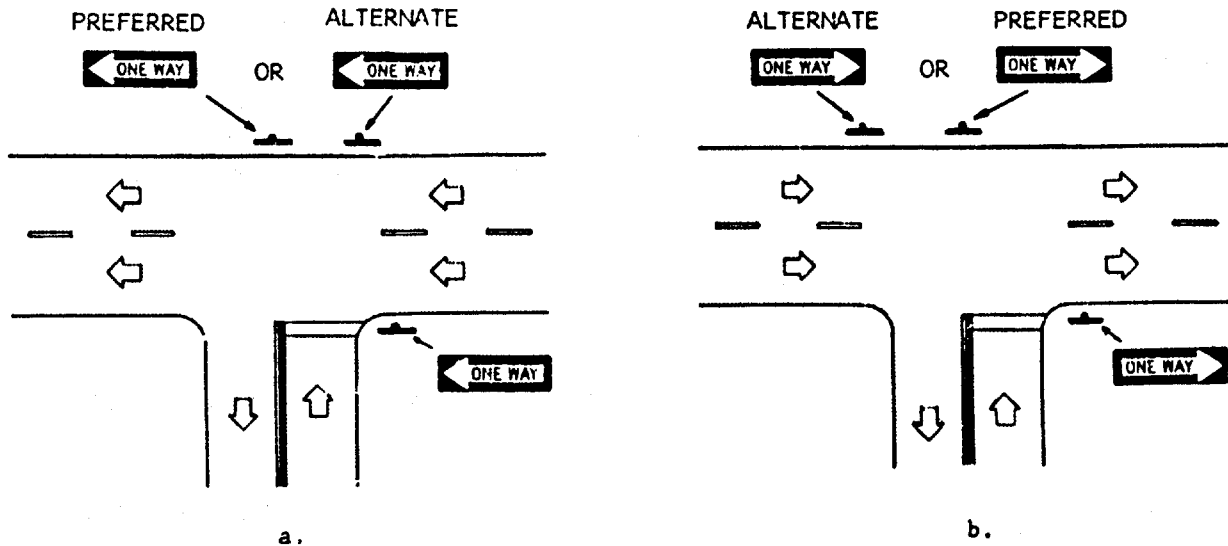 PREFERRED
ALTERNATE
ONE WAY
OR
ONE WAY
ONE WAY
a.
ALTERNATE
PREFERRED
ONE WAY
OR
ONE WAY
ONE WAY
b.